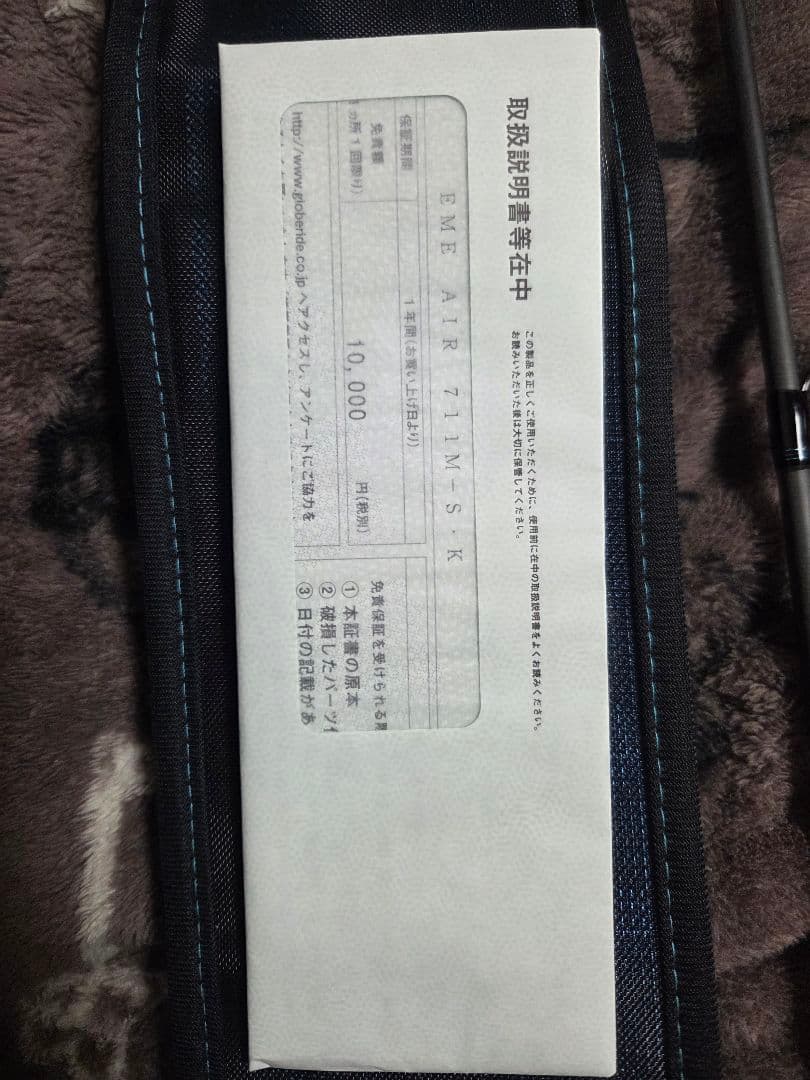 取扱説明書等在中
この製品を正しくご使用いただくために、使用前に在中の取扱説明書をよくお読みください。
お読みいただいた後は大切に保管してください。
EME AIR 711M-S・K
保証期間
1年間(お買い上げ日より)
免責額
ヵ所1回限り)
10,000
円(税別)
http://www.globeride.co.jp へアクセスし、アンケートにご協力を
免責保証を受けられる
① 本証書の原本
② 破損したパーツ
③ 日付の記載があ